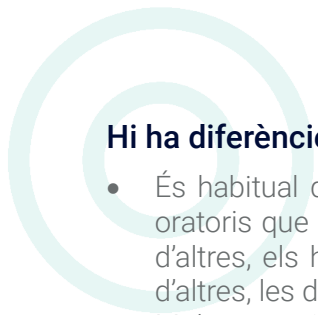 Hi ha diferènci
• És habitual
oratoris que
d’altres, els
d’altres, les